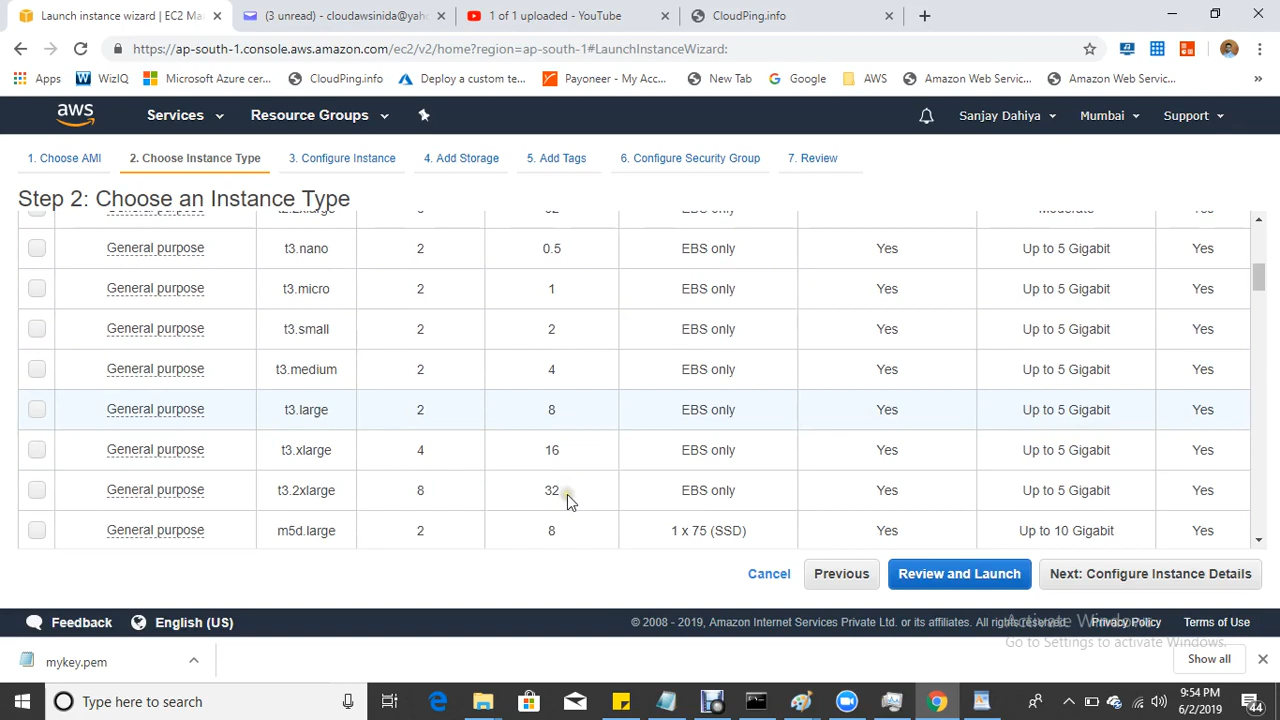 Launch instance wizard | EC2 Ma
(3 unread) - cloudawsinida@yaho
1 of 1 uploaded - YouTube
CloudPing.info
https://ap-south-1.console.aws.amazon.com/ec2/v2/home?region=ap-south-1#LaunchInstanceWizard:
Apps
WizIQ
Microsoft Azure cer...
CloudPing.info
Deploy a custom te...
Payoneer - My Acc...
New Tab
Google
AWS
Amazon Web Servic...
Amazon Web Servic...
»
aws
Services
Resource Groups
Sanjay Dahiya
Mumbai
Support
1. Choose AMI
2. Choose Instance Type
3. Configure Instance
4. Add Storage
5. Add Tags
6. Configure Security Group
7. Review
Step 2: Choose an Instance Type
General purpose t3.nano 2 0.5 EBS only Yes Up to 5 Gigabit Yes
General purpose t3.micro 2 1 EBS only Yes Up to 5 Gigabit Yes
General purpose t3.small 2 2 EBS only Yes Up to 5 Gigabit Yes
General purpose t3.medium 2 4 EBS only Yes Up to 5 Gigabit Yes
General purpose t3.large 2 8 EBS only Yes Up to 5 Gigabit Yes
General purpose t3.xlarge 4 16 EBS only Yes Up to 5 Gigabit Yes
General purpose t3.2xlarge 8 32 EBS only Yes Up to 5 Gigabit Yes
General purpose m5d.large 2 8 1 x 75 (SSD) Yes Up to 10 Gigabit Yes
Cancel
Previous
Review and Launch
Next: Configure Instance Details
Feedback
English (US)
© 2008 - 2019, Amazon Internet Services Private Ltd. or its affiliates. All rights reserved.
Privacy Policy
Terms of Use
Activate Windows
Go to Settings to activate Windows.
mykey.pem
Show all
Type here to search
9:54 PM
6/2/2019
44